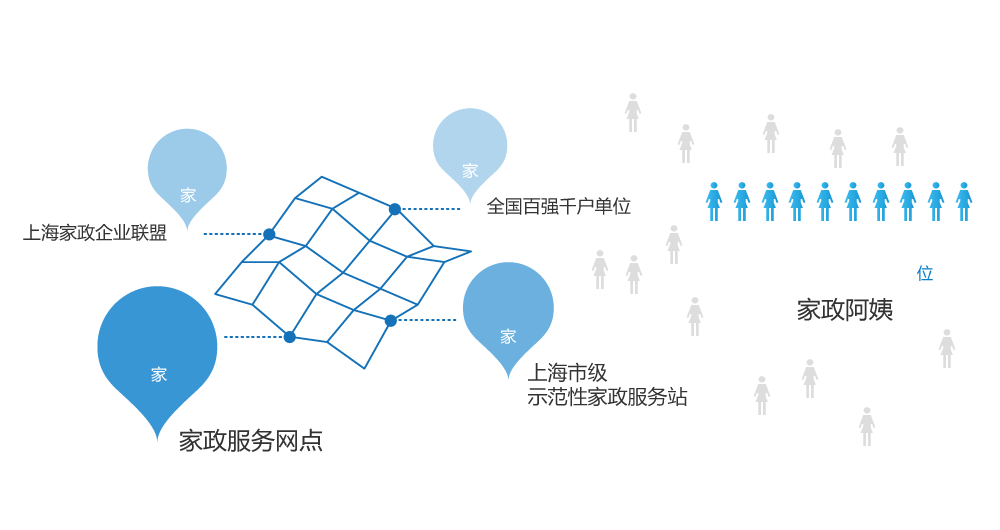 家
上海家政企业联盟
家
全国百强千户单位
家
家政服务网点
家
上海市级
示范性家政服务站
位
家政阿姨